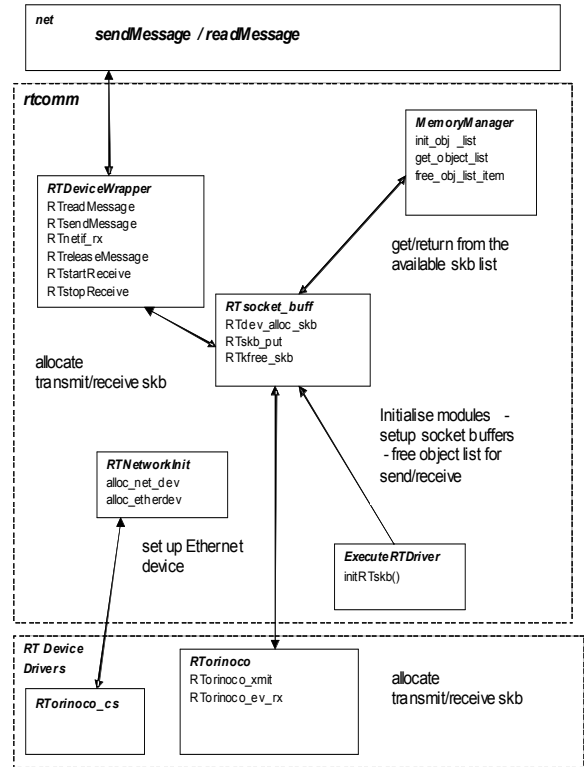 net
sendMessage / readMessage
rtcomm
MemoryManager
init_obj _list
get_object_list
free_obj_list_item
RTDeviceWrapper
RTreadMessage
RTsendMessage
RTnetif_rx
RTreleaseMessage
RTstartReceive
RTstopReceive
get/return from the
available skb list
RTsocket_buff
RTdev_alloc_skb
RTskb_put
RTkfree_skb
allocate
transmit/receive skb
Initialise modules -
setup socket buffers
- free object list for
send/receive
RTNetworkInit
alloc_net_dev
alloc_etherdev
set up Ethernet
device
ExecuteRTDriver
initRTskb()
RT Device
Drivers
RTorinoco_cs
RTorinoco
RTorinoco_xmit
RTorinoco_ev_rx
allocate
transmit/receive skb